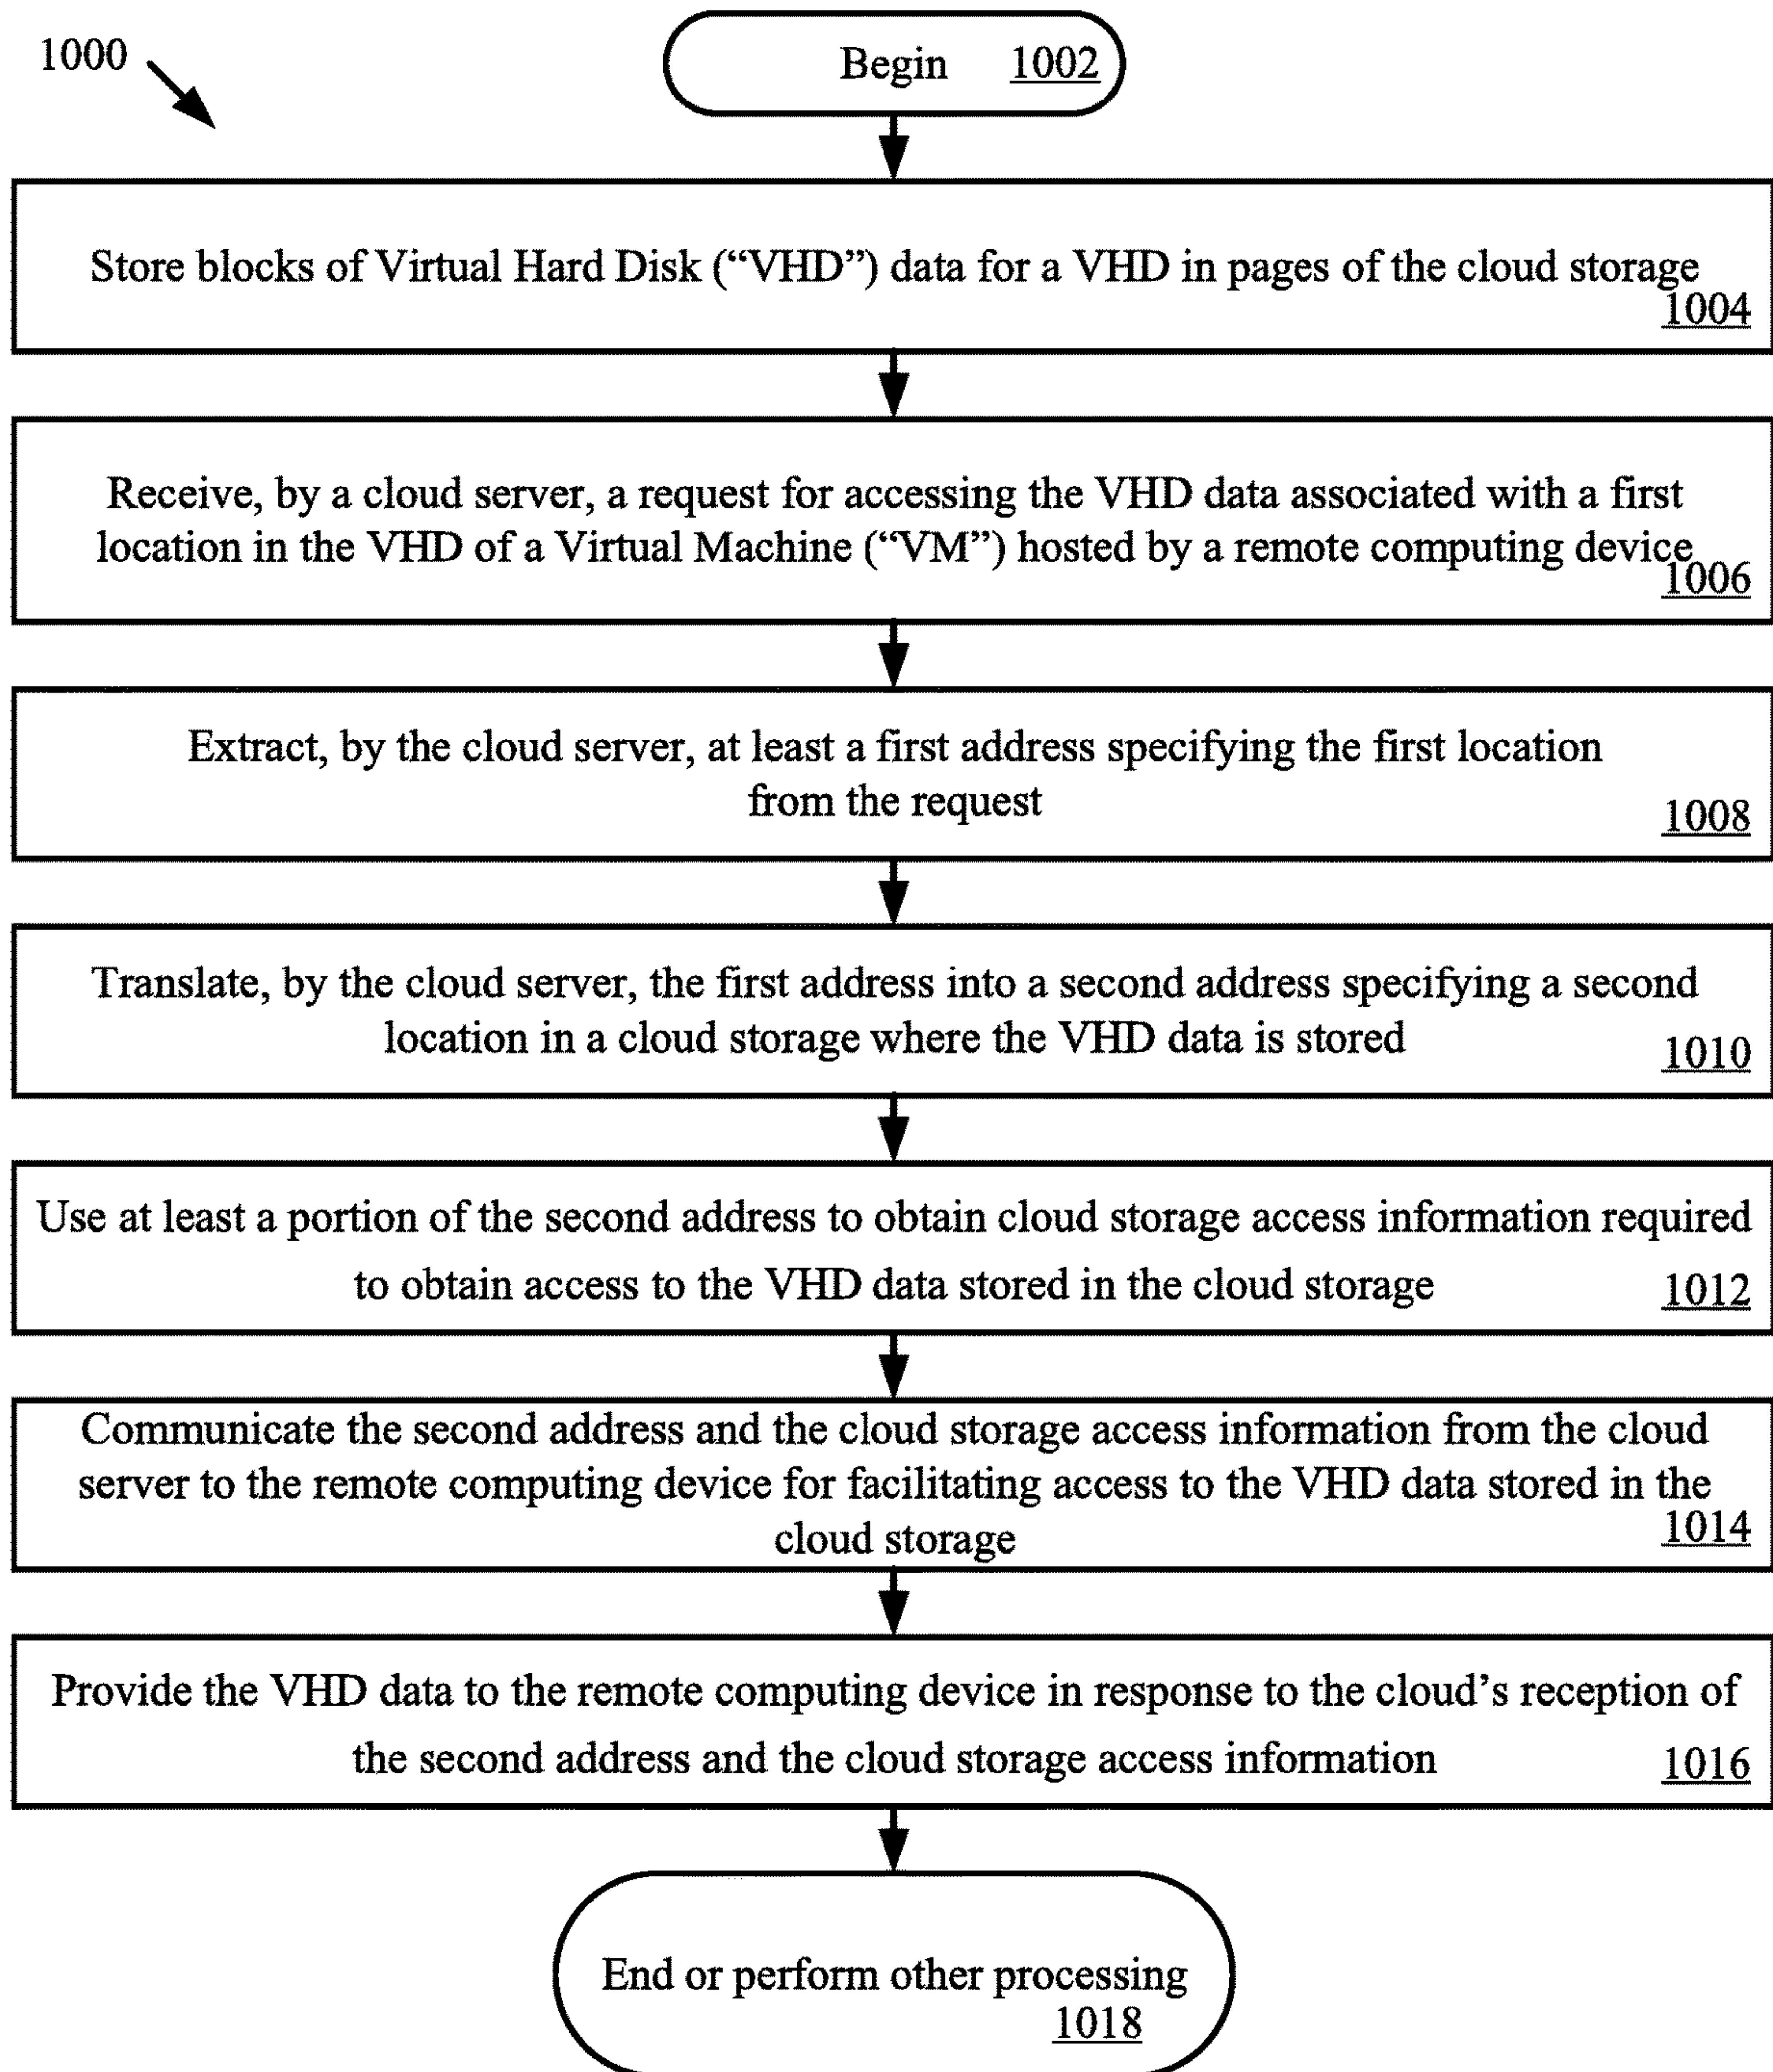 1000
Begin 1002
Store blocks of Virtual Hard Disk (“VHD”) data for a VHD in pages of the cloud storage
1004
Receive, by a cloud server, a request for accessing the VHD data associated with a first
location in the VHD of a Virtual Machine (“VM”) hosted by a remote computing device
1006
Extract, by the cloud server, at least a first address specifying the first location
from the request
1008
Translate, by the cloud server, the first address into a second address specifying a second
location in a cloud storage where the VHD data is stored
1010
Use at least a portion of the second address to obtain cloud storage access information required
to obtain access to the VHD data stored in the cloud storage
1012
Communicate the second address and the cloud storage access information from the cloud
server to the remote computing device for facilitating access to the VHD data stored in the
cloud storage
1014
Provide the VHD data to the remote computing device in response to the cloud’s reception of
the second address and the cloud storage access information
1016
End or perform other processing
1018